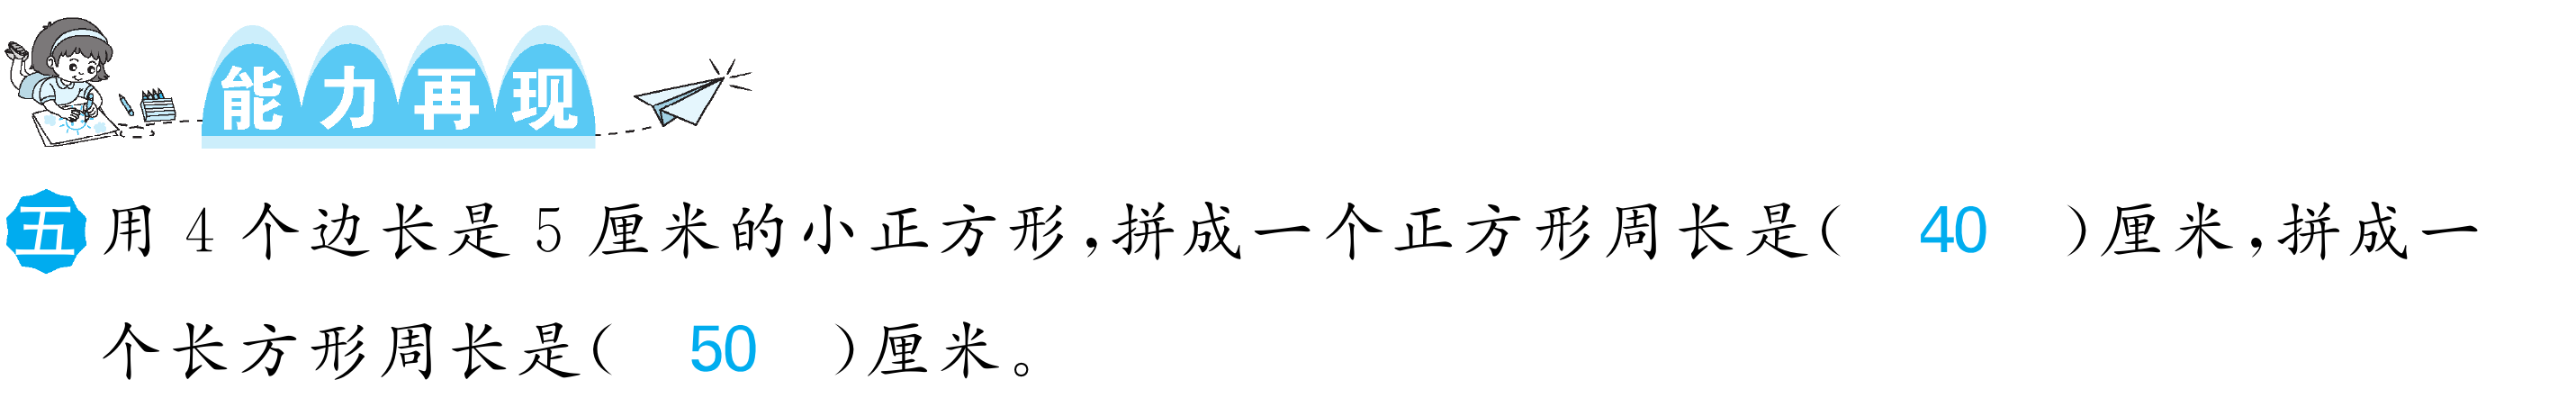 能力再现
五 用 4 个边长是 5 厘米的小正方形,拼成一个正方形周长是( 40 )厘米,拼成一
个长方形周长是( 50 )厘米。